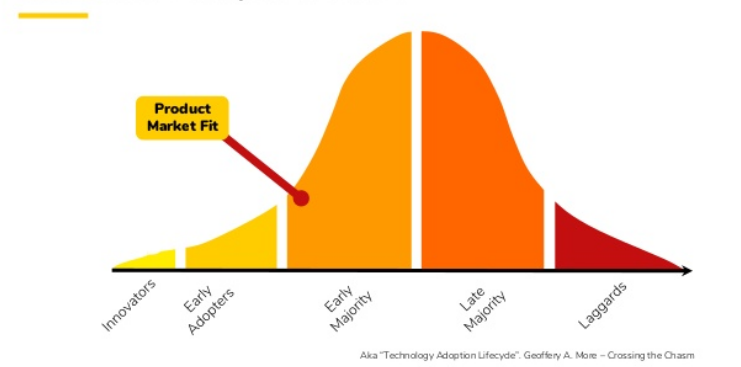 Product
Market Fit
Innovators
Early
Adopters
Early
Majority
Late
Majority
Laggards
Aka “Technology Adoption Lifecycle”. Geoffery A. More – Crossing the Chasm